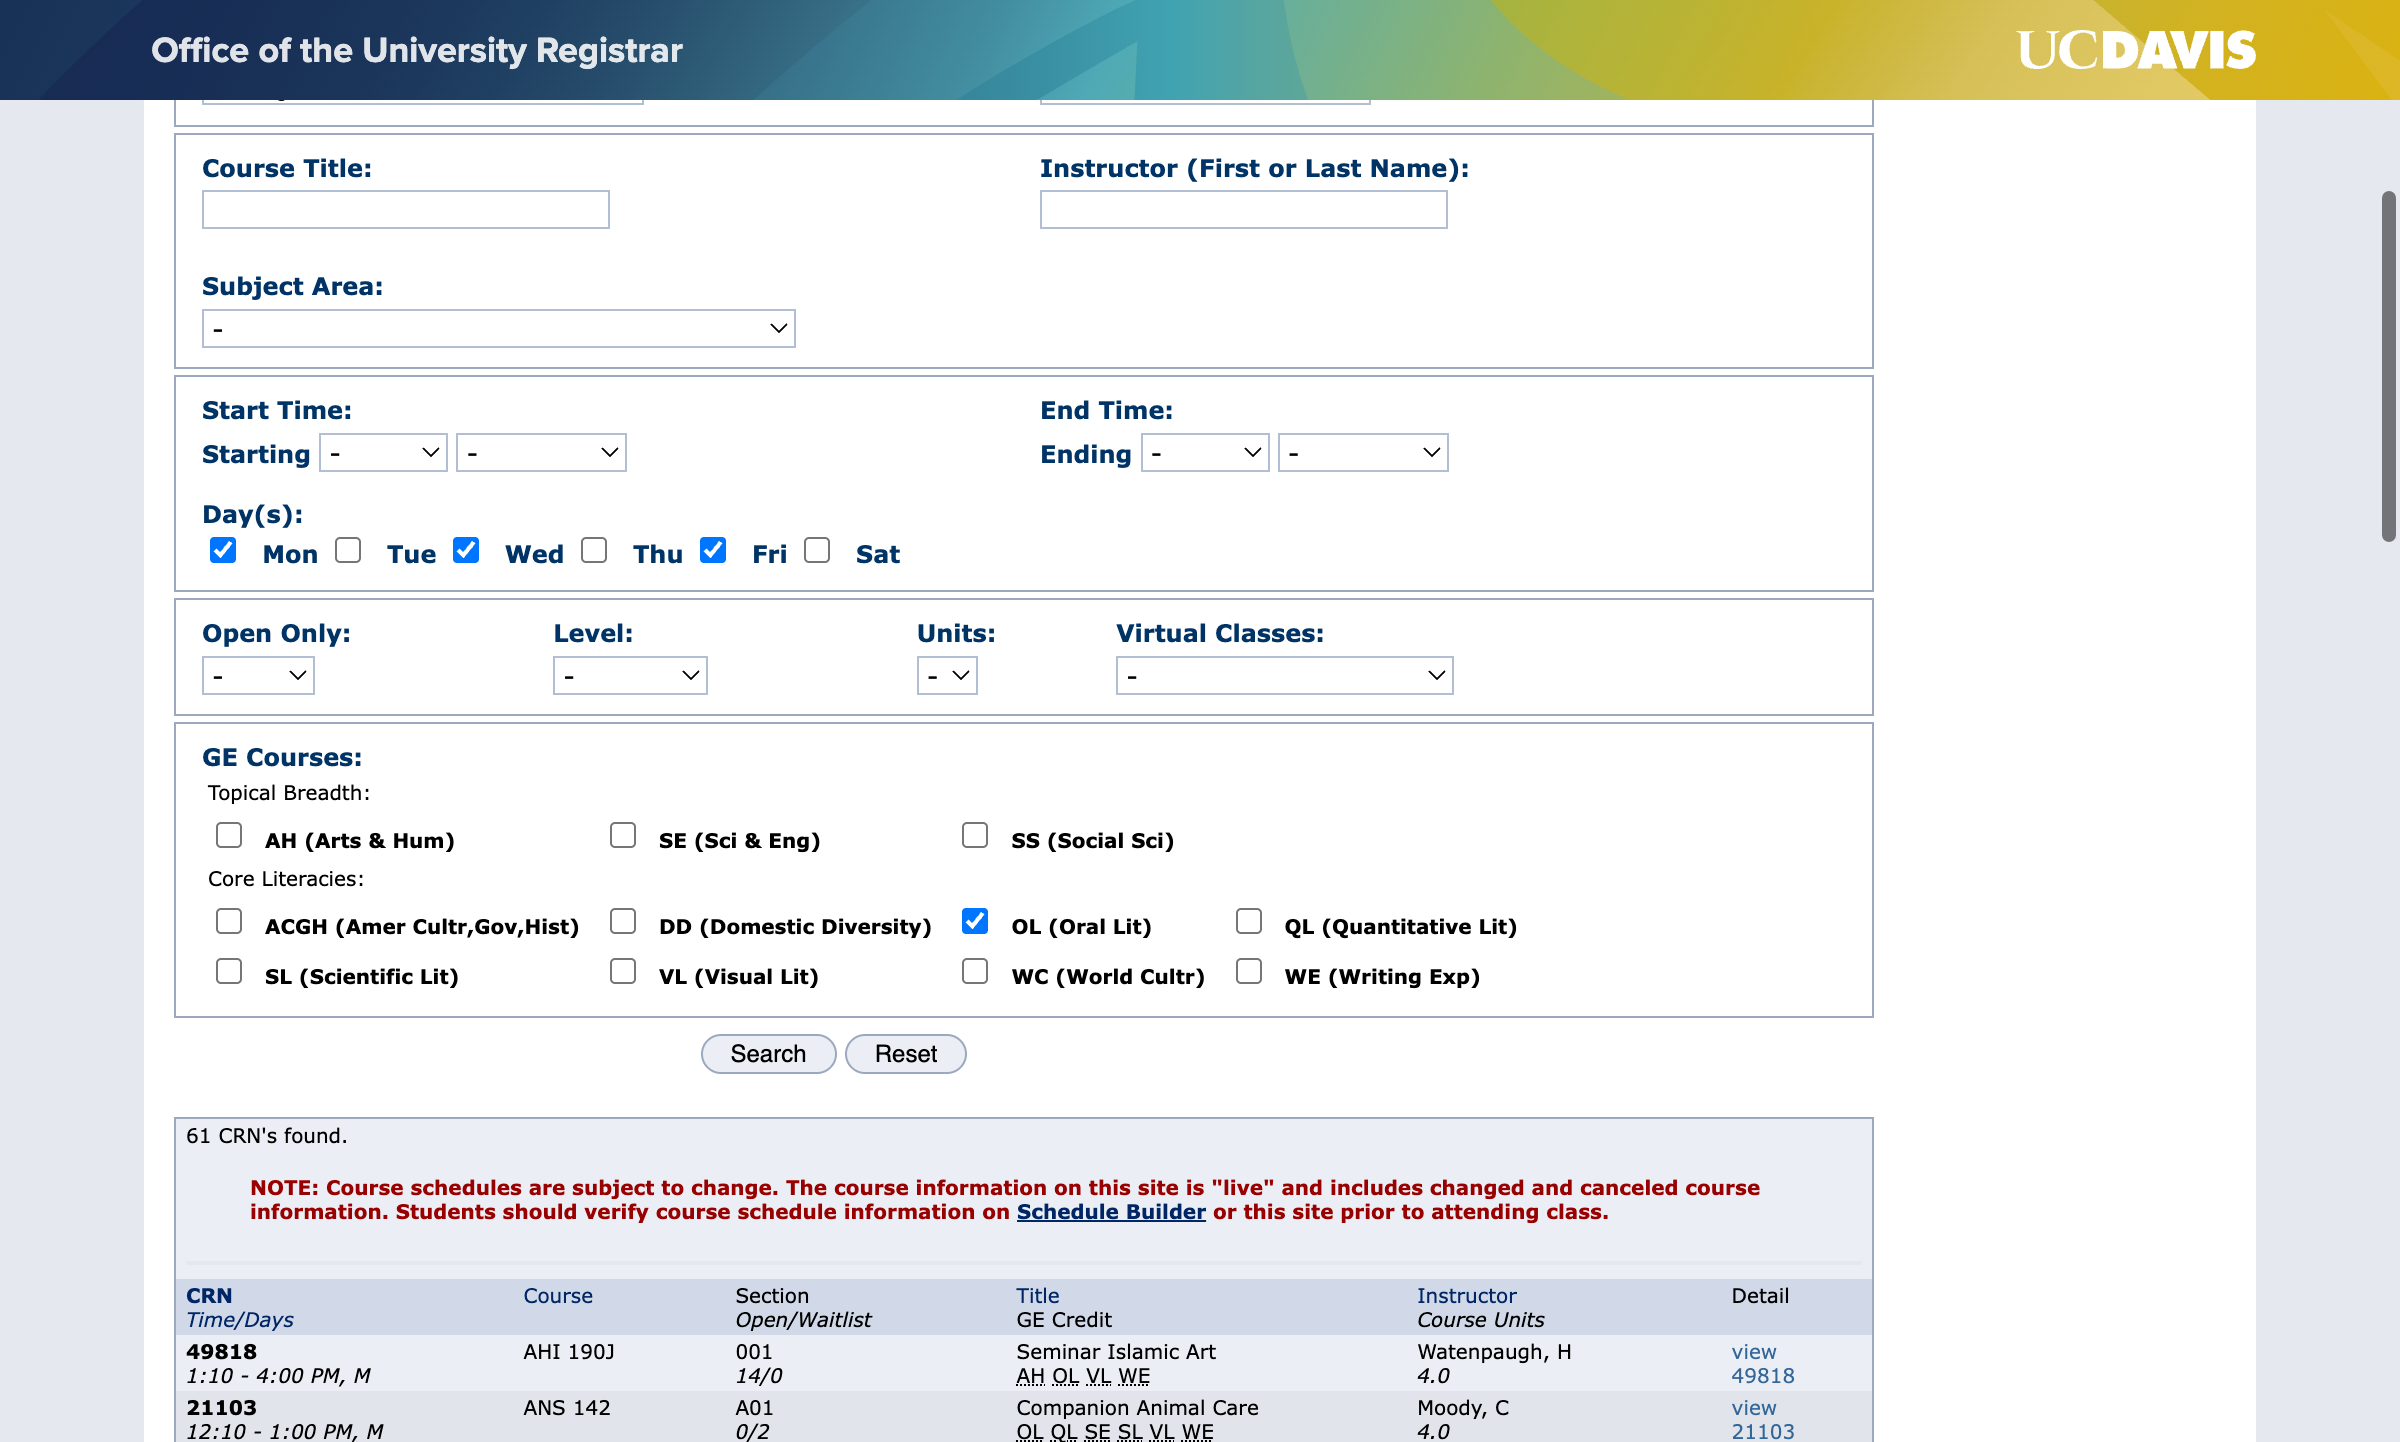 Office of the University Registrar
UCDAVIS
Course Title:
Instructor (First or Last Name):
Subject Area:
-
Start Time:
End Time:
Starting - -
Ending - -
Day(s):
Mon Tue Wed Thu Fri Sat
Open Only: Level: Units: Virtual Classes:
- - - -
GE Courses:
Topical Breadth:
AH (Arts & Hum) SE (Sci & Eng) SS (Social Sci)
Core Literacies:
ACGH (Amer Cultr,Gov,Hist) DD (Domestic Diversity) OL (Oral Lit) QL (Quantitative Lit)
SL (Scientific Lit) VL (Visual Lit) WC (World Cultr) WE (Writing Exp)
Search Reset
61 CRN's found.
NOTE: Course schedules are subject to change. The course information on this site is "live" and includes changed and canceled course
information. Students should verify course schedule information on Schedule Builder or this site prior to attending class.
CRN Course Section Title Instructor Detail
Time/Days Open/Waitlist GE Credit Course Units
49818 AHI 190J 001 Seminar Islamic Art Watenpaugh, H view
1:10 - 4:00 PM, M 14/0 AH OL VL WE 4.0 49818
21103 ANS 142 A01 Companion Animal Care Moody, C view
12:10 - 1:00 PM, M 0/2 OL QL SE SL VL WE 4.0 21103